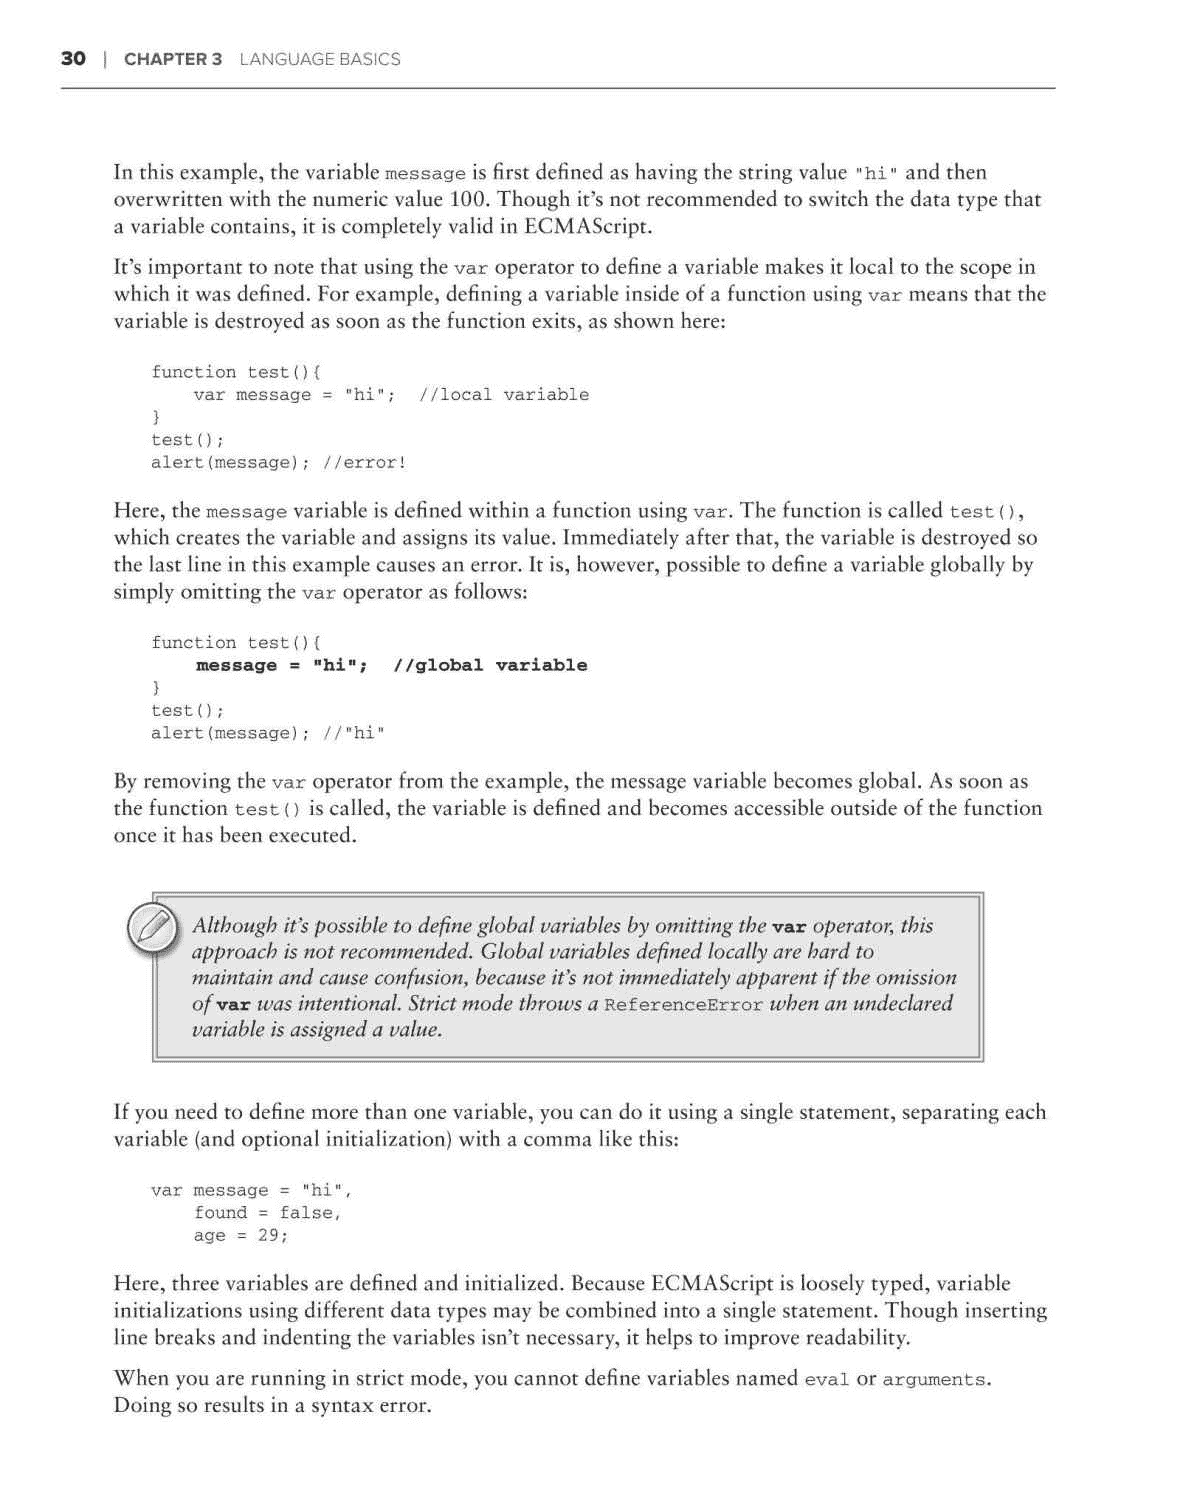 30 | CHAPTER 3 LANGUAGE BASICS
In this example, the variable message is first defined as having the string value "hi" and then
overwritten with the numeric value 100. Though it's not recommended to switch the data type that
a variable contains, it is completely valid in ECMAScript.
It's important to note that using the var operator to define a variable makes it local to the scope in
which it was defined. For example, defining a variable inside of a function using var means that the
variable is destroyed as soon as the function exits, as shown here:
function test(){
    var message = "hi";  //local variable
}
test();
alert(message); //error!
Here, the message variable is defined within a function using var. The function is called test(),
which creates the variable and assigns its value. Immediately after that, the variable is destroyed so
the last line in this example causes an error. It is, however, possible to define a variable globally by
simply omitting the var operator as follows:
function test(){
    message = "hi";  //global variable
}
test();
alert(message); //"hi"
By removing the var operator from the example, the message variable becomes global. As soon as
the function test() is called, the variable is defined and becomes accessible outside of the function
once it has been executed.
Although it's possible to define global variables by omitting the var operator, this
approach is not recommended. Global variables defined locally are hard to
maintain and cause confusion, because it's not immediately apparent if the omission
of var was intentional. Strict mode throws a ReferenceError when an undeclared
variable is assigned a value.
If you need to define more than one variable, you can do it using a single statement, separating each
variable (and optional initialization) with a comma like this:
var message = "hi",
    found = false,
    age = 29;
Here, three variables are defined and initialized. Because ECMAScript is loosely typed, variable
initializations using different data types may be combined into a single statement. Though inserting
line breaks and indenting the variables isn't necessary, it helps to improve readability.
When you are running in strict mode, you cannot define variables named eval or arguments.
Doing so results in a syntax error.